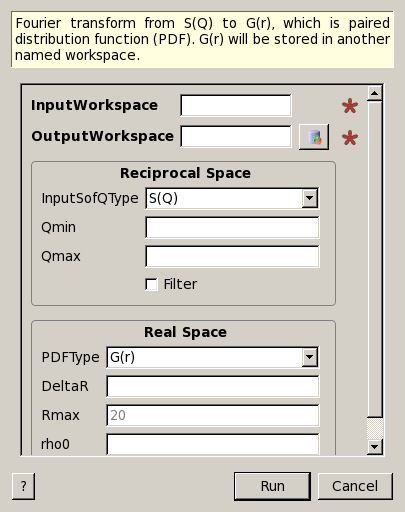 Fourier transform from S(Q) to G(r), which is paired
distribution function (PDF). G(r) will be stored in another
named workspace.
InputWorkspace *
OutputWorkspace *
Reciprocal Space
InputSofQType S(Q)
Qmin
Qmax
Filter
Real Space
PDFType G(r)
DeltaR
Rmax 20
rho0
? Run Cancel